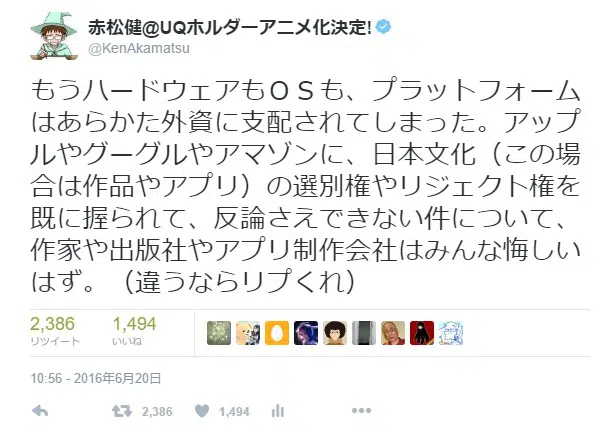 赤松健@UQホルダーアニメ化決定!
@KenAkamatsu
もうハードウェアもＯＳも、プラットフォーム
はあらかた外資に支配されてしまった。アップ
ルやグーグルやアマゾンに、日本文化（この場
合は作品やアプリ）の選別権やリジェクト権を
既に握られて、反論さえできない件について、
作家や出版社やアプリ制作会社はみんな悔しい
はず。（違うならリプくれ）
2,386 1,494
リツイート いいね
10:56 - 2016年6月20日
2,386 1,494